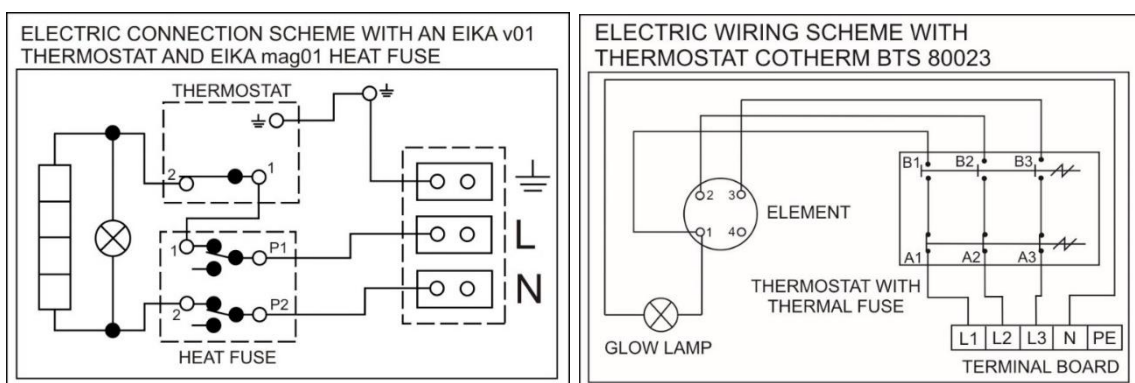 ELECTRIC CONNECTION SCHEME WITH AN EIKA v01
THERMOSTAT AND EIKA mag01 HEAT FUSE
THERMOSTAT
2
1
1
P1
L
2
P2
N
HEAT FUSE
ELECTRIC WIRING SCHEME WITH
THERMOSTAT COTHERM BTS 80023
B1 B2 B3
2 3
ELEMENT
1 4
A1 A2 A3
THERMOSTAT WITH
THERMAL FUSE
GLOW LAMP
L1 L2 L3 N PE
TERMINAL BOARD